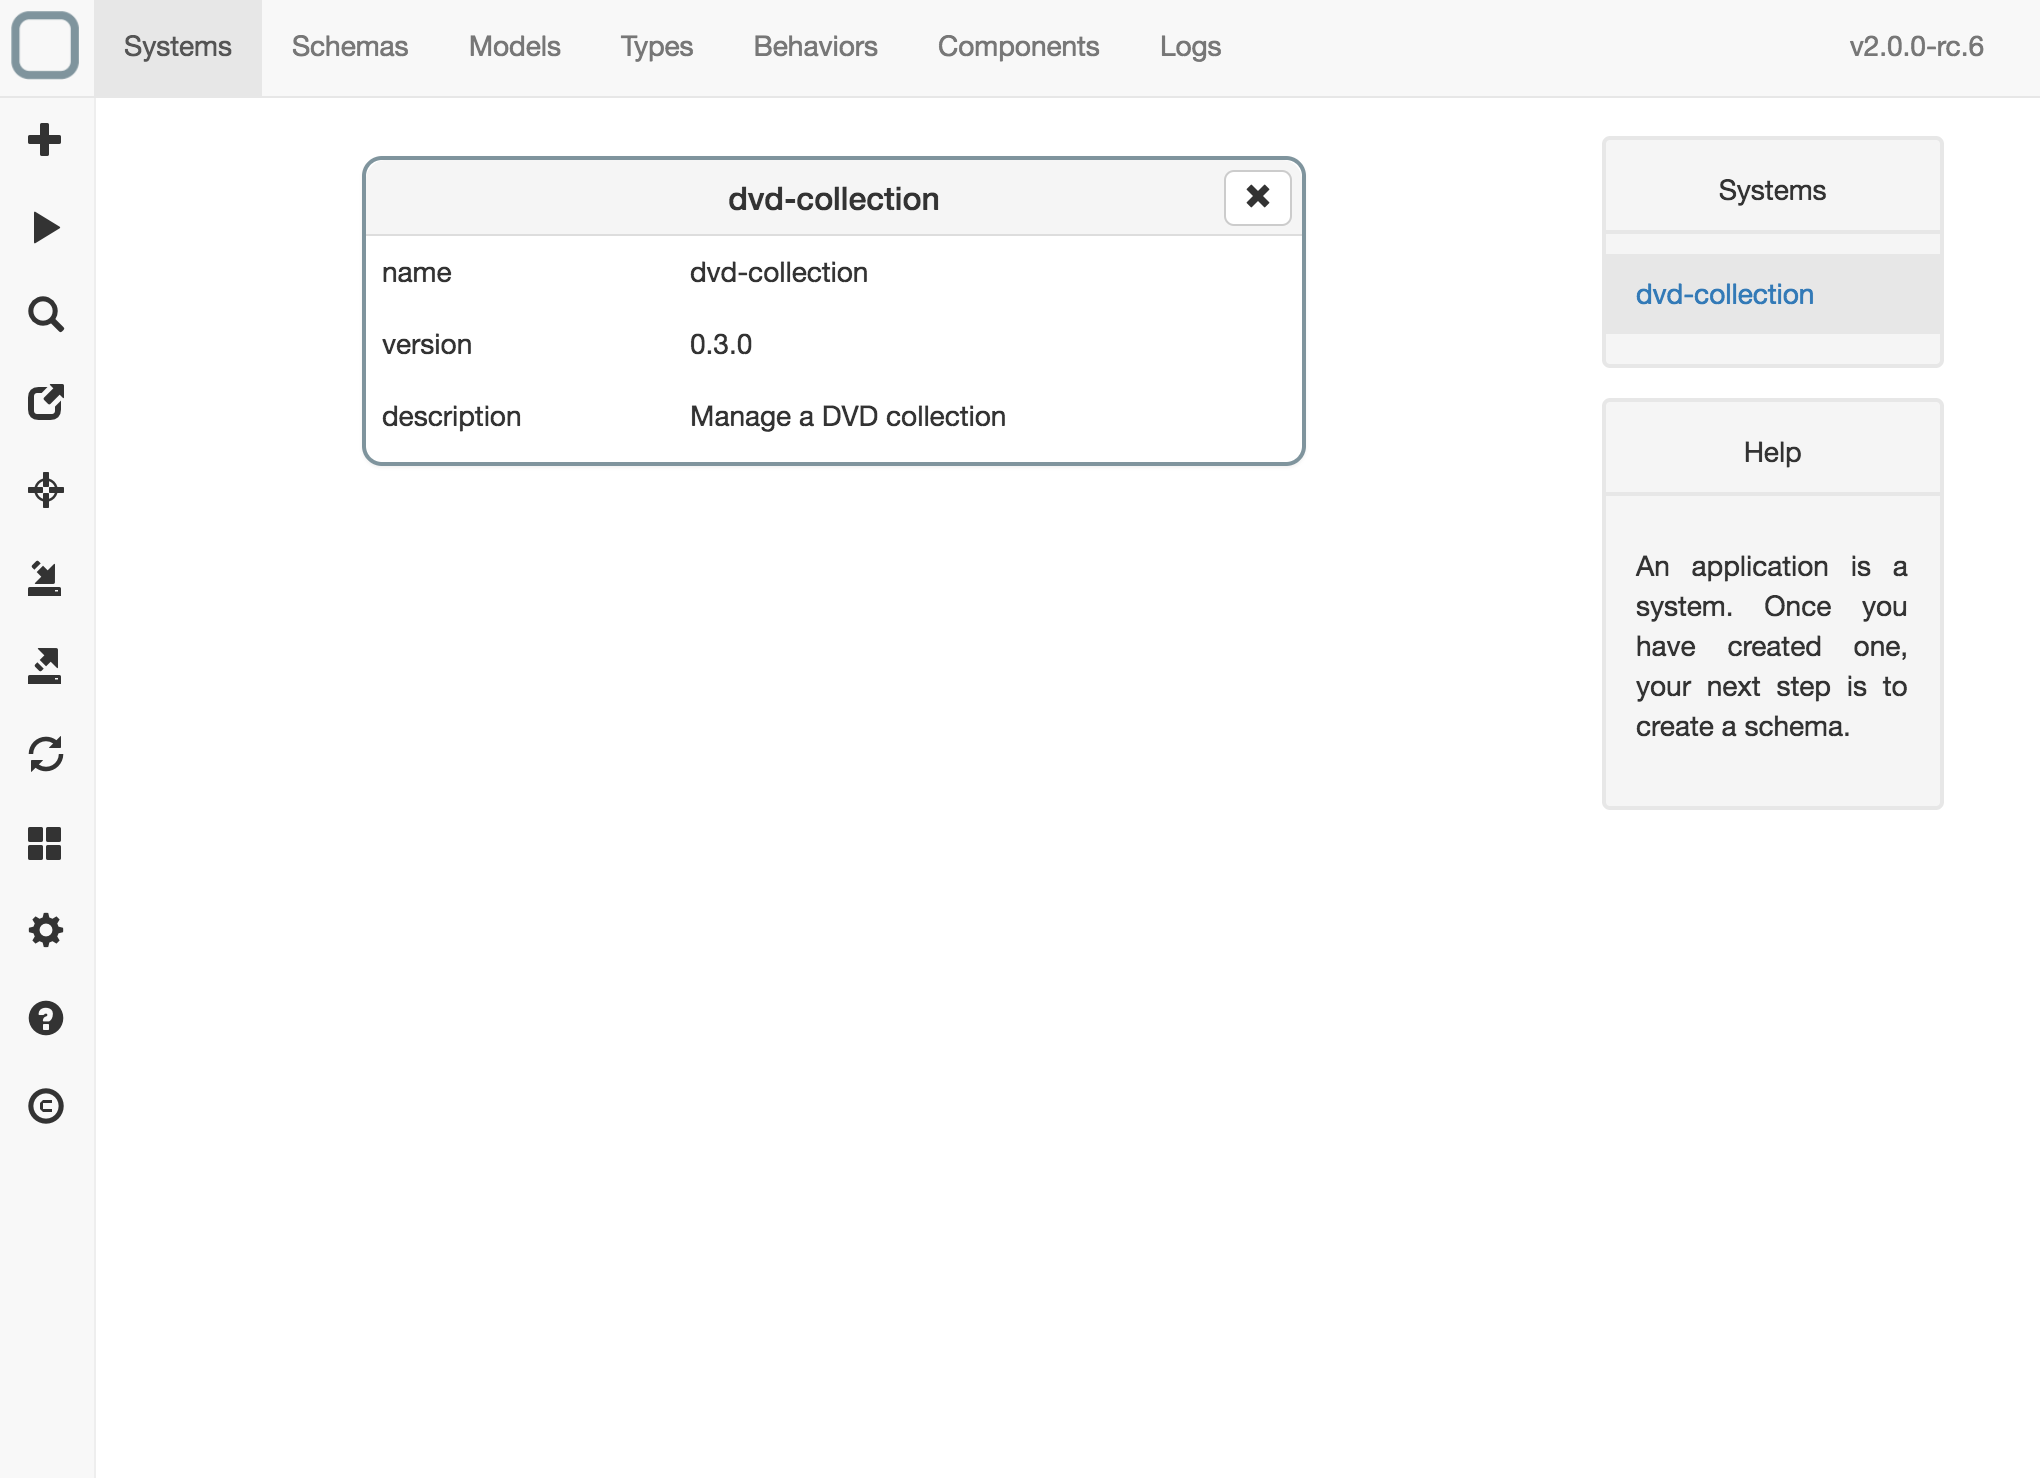 Systems Schemas Models Types Behaviors Components Logs v2.0.0-rc.6
dvd-collection
name dvd-collection
version 0.3.0
description Manage a DVD collection
Systems
dvd-collection
Help
An application is a
system. Once you
have created one,
your next step is to
create a schema.